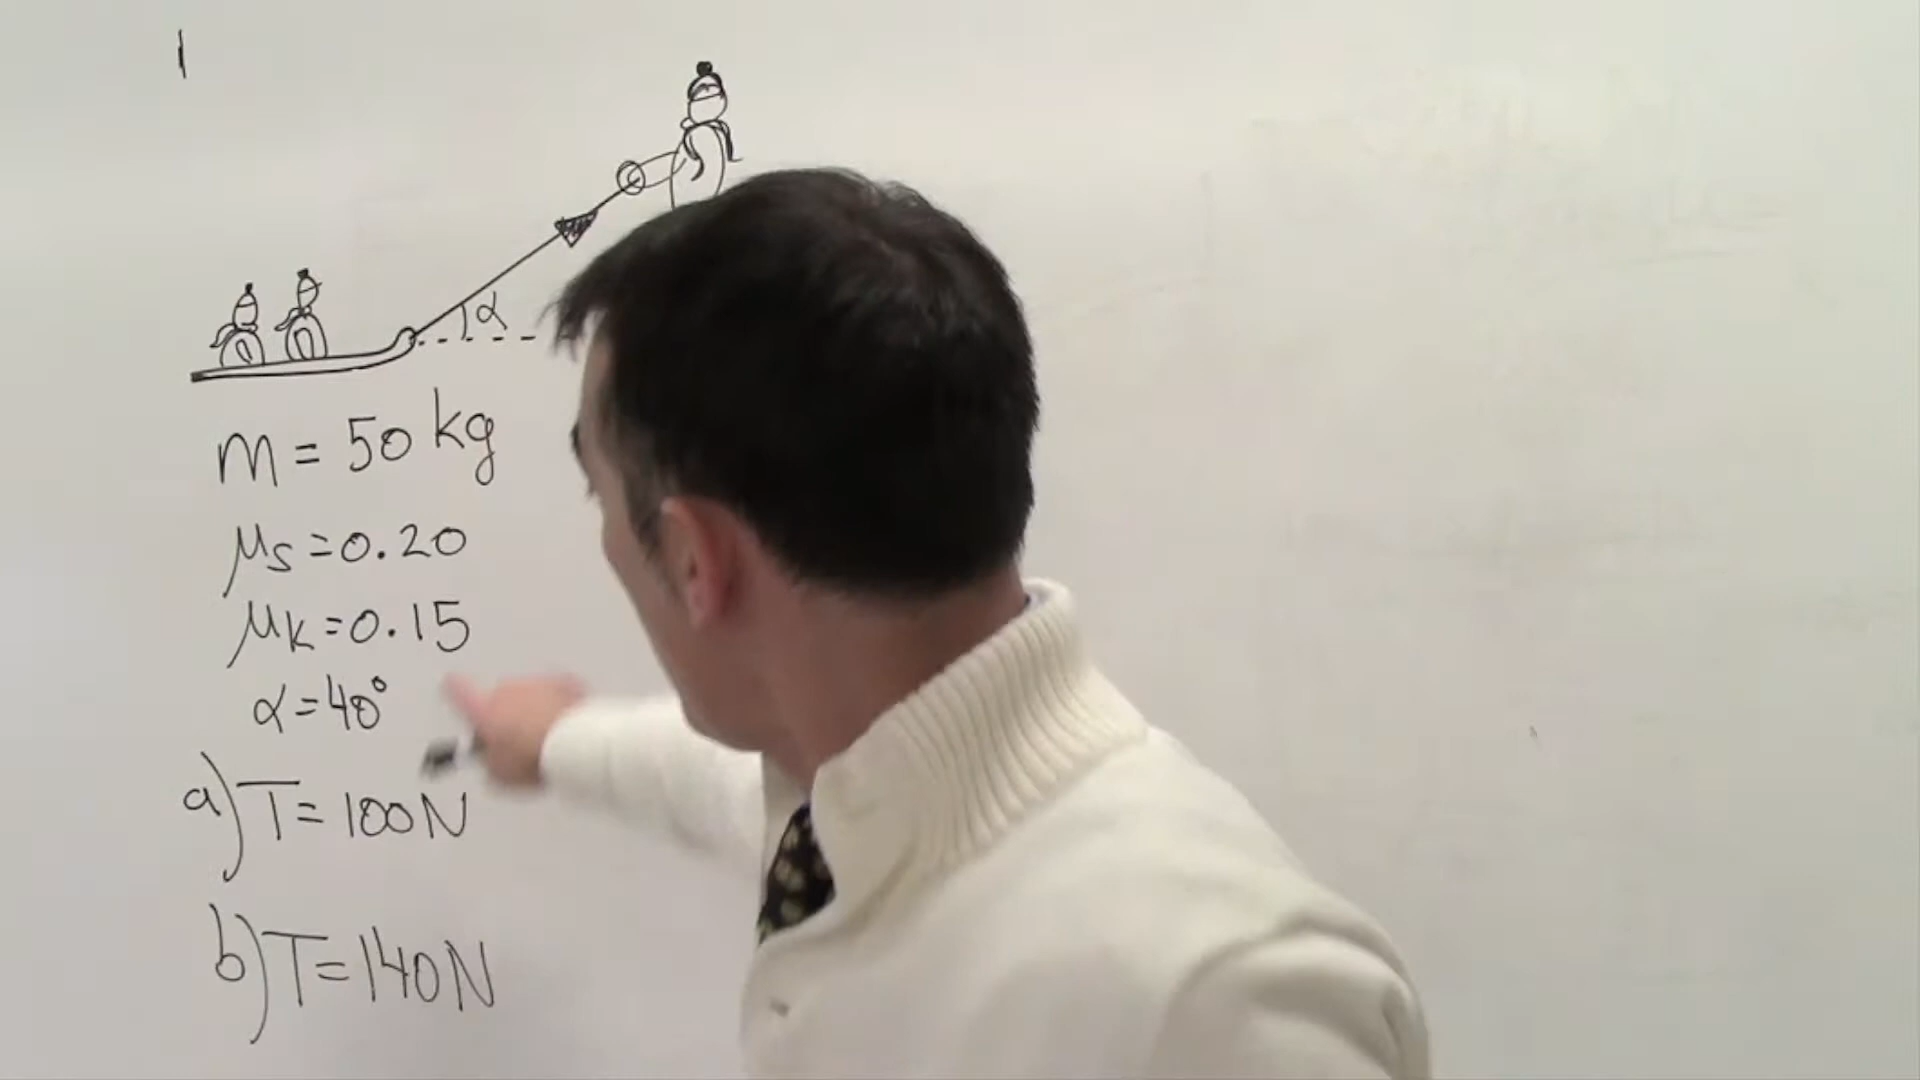 1
α
m = 50 kg
μs = 0.20
μk = 0.15
α = 40°
a) T = 100N
b) T = 140N